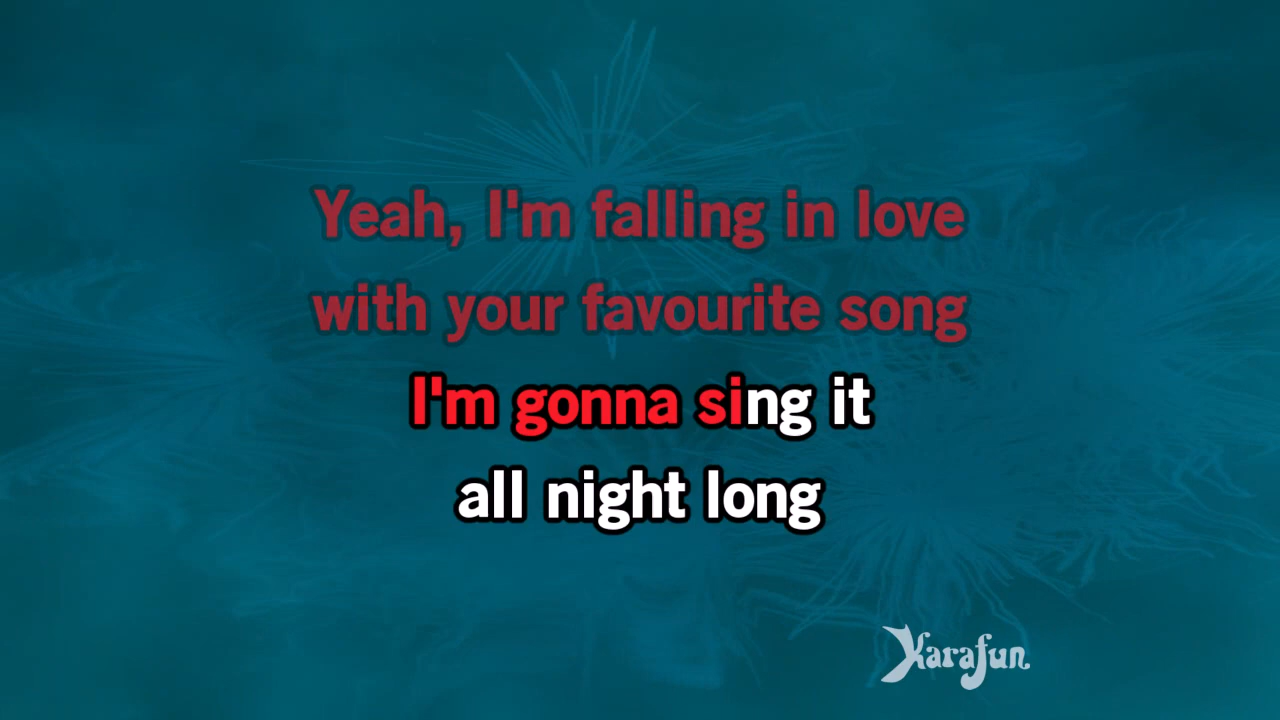 Yeah, I'm falling in love
with your favourite song
I'm gonna sing it
all night long
Karafun